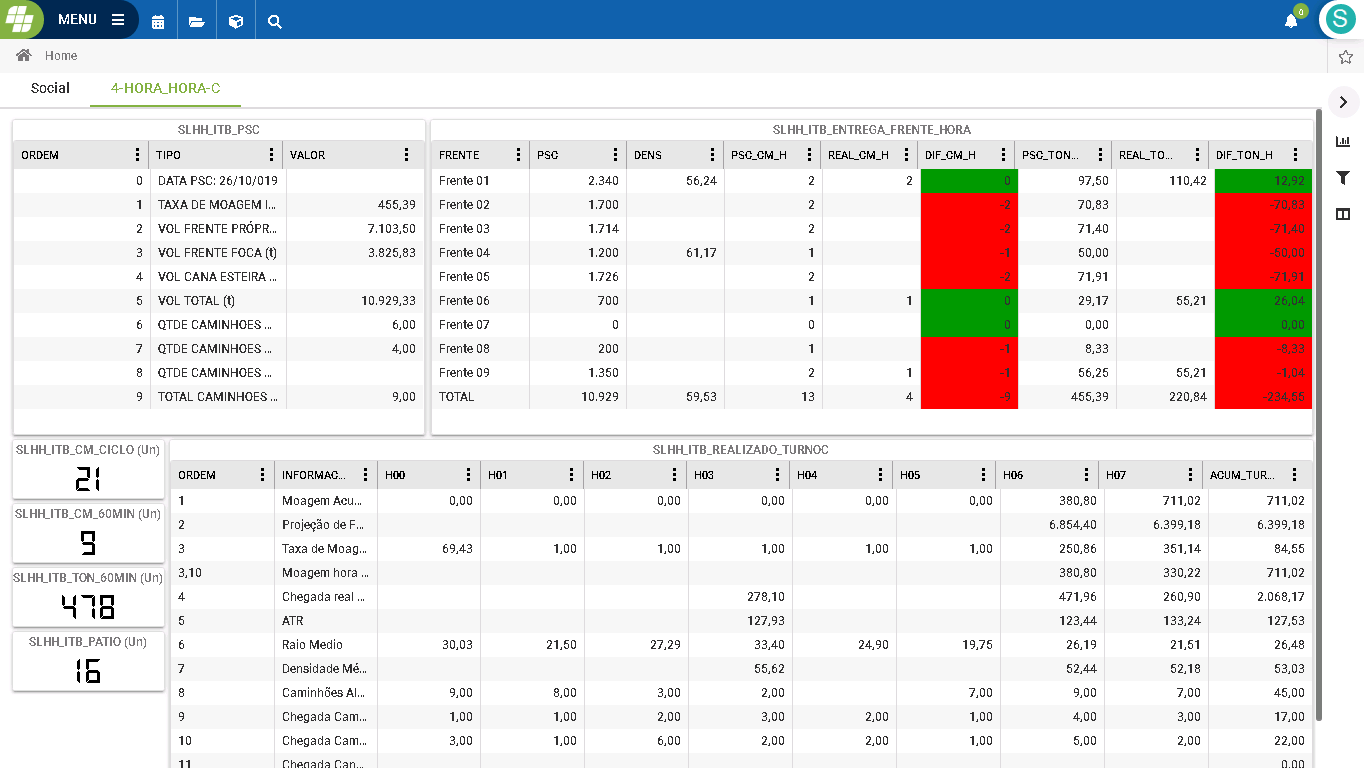 MENU
0
S
Home
Social 4-HORA_HORA-C
SLHH_ITB_PSC
ORDEM TIPO VALOR
0 DATA PSC: 26/10/019
1 TAXA DE MOAGEM I... 455,39
2 VOL FRENTE PRÓPR... 7.103,50
3 VOL FRENTE FOCA (t) 3.825,83
4 VOL CANA ESTEIRA ...
5 VOL TOTAL (t) 10.929,33
6 QTDE CAMINHOES ... 6,00
7 QTDE CAMINHOES ... 4,00
8 QTDE CAMINHOES ...
9 TOTAL CAMINHOES ... 9,00
SLHH_ITB_ENTREGA_FRENTE_HORA
FRENTE PSC DENS PSC_CM_H REAL_CM_H DIF_CM_H PSC_TON... REAL_TO... DIF_TON_H
Frente 01 2.340 56,24 2 2 0 97,50 110,42 12,92
Frente 02 1.700 2 -2 70,83 -70,83
Frente 03 1.714 2 -2 71,40 -71,40
Frente 04 1.200 61,17 1 -1 50,00 -50,00
Frente 05 1.726 2 -2 71,91 -71,91
Frente 06 700 1 1 0 29,17 55,21 26,04
Frente 07 0 0 0 0,00 0,00
Frente 08 200 1 -1 8,33 -8,33
Frente 09 1.350 2 1 -1 56,25 55,21 -1,04
TOTAL 10.929 59,53 13 4 -9 455,39 220,84 -234,55
SLHH_ITB_CM_CICLO (Un)
21
SLHH_ITB_CM_60MIN (Un)
9
SLHH_ITB_TON_60MIN (Un)
478
SLHH_ITB_PATIO (Un)
16
SLHH_ITB_REALIZADO_TURNOC
ORDEM INFORMAC... H00 H01 H02 H03 H04 H05 H06 H07 ACUM_TUR...
1 Moagem Acu... 0,00 0,00 0,00 0,00 0,00 0,00 380,80 711,02 711,02
2 Projeção de F... 6.854,40 6.399,18 6.399,18
3 Taxa de Moag... 69,43 1,00 1,00 1,00 1,00 1,00 250,86 351,14 84,55
3,10 Moagem hora ... 380,80 330,22 711,02
4 Chegada real ... 278,10 471,96 260,90 2.068,17
5 ATR 127,93 123,44 133,24 127,53
6 Raio Medio 30,03 21,50 27,29 33,40 24,90 19,75 26,19 21,51 26,48
7 Densidade Mé... 55,62 52,44 52,18 53,03
8 Caminhões Al... 9,00 8,00 3,00 2,00 7,00 9,00 7,00 45,00
9 Chegada Cam... 1,00 1,00 2,00 3,00 2,00 1,00 4,00 3,00 17,00
10 Chegada Cam... 3,00 1,00 6,00 2,00 2,00 1,00 5,00 2,00 22,00
11 Chegada Can... 0,00